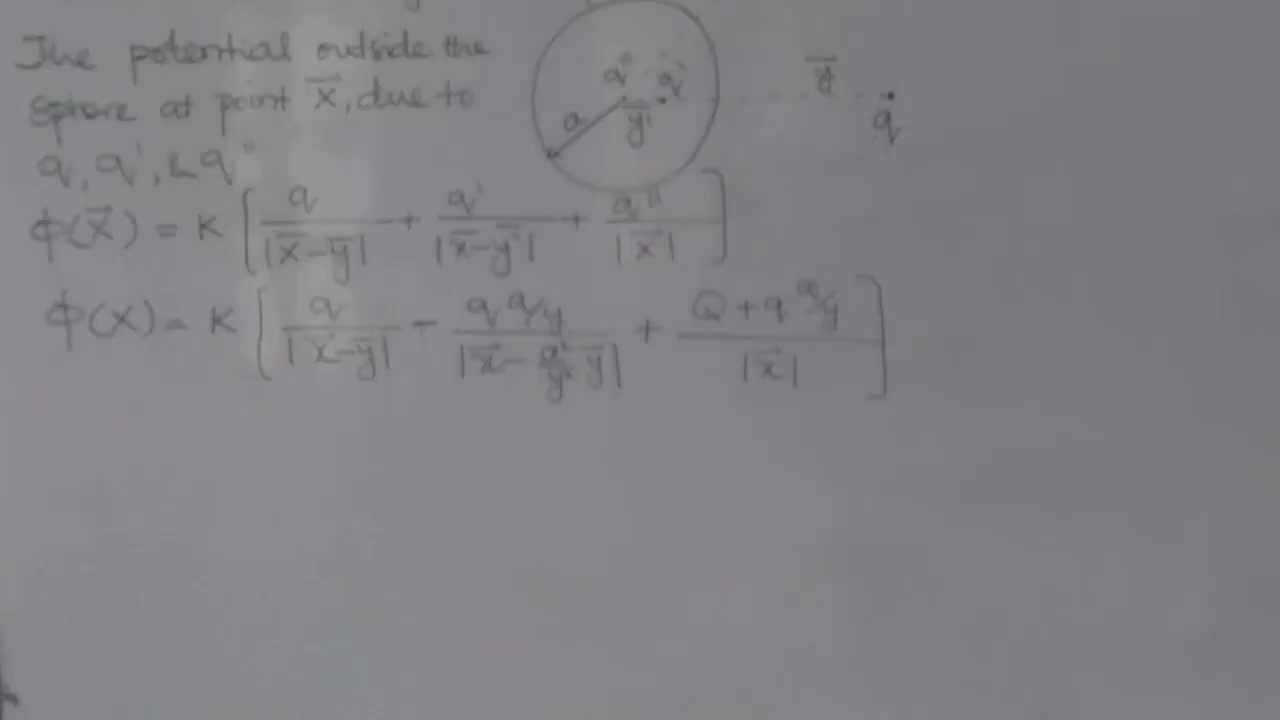 The potential outside the
sphere at point x̄, due to
q, q', & q"
q" q'
a ȳ'
ȳ
q
Φ(x̄) = K [ q / |x̄-ȳ| + q' / |x̄-ȳ'| + q" / |x̄| ]
Φ(x) = K [ q / |x̄-ȳ| - q a/y / |x̄ - a²/y² ȳ| + Q + q a/y / |x̄| ]